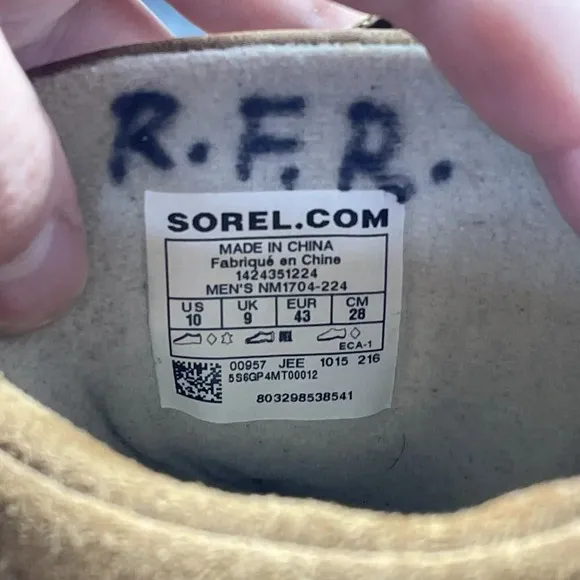 R.F.R.
SOREL.COM
MADE IN CHINA
Fabriqué en Chine
1424351224
MEN'S NM1704-224
US UK EUR CM
10 9 43 28
ECA-1
00957 JEE 1015 216
5S6GP4MT00012
803298538541